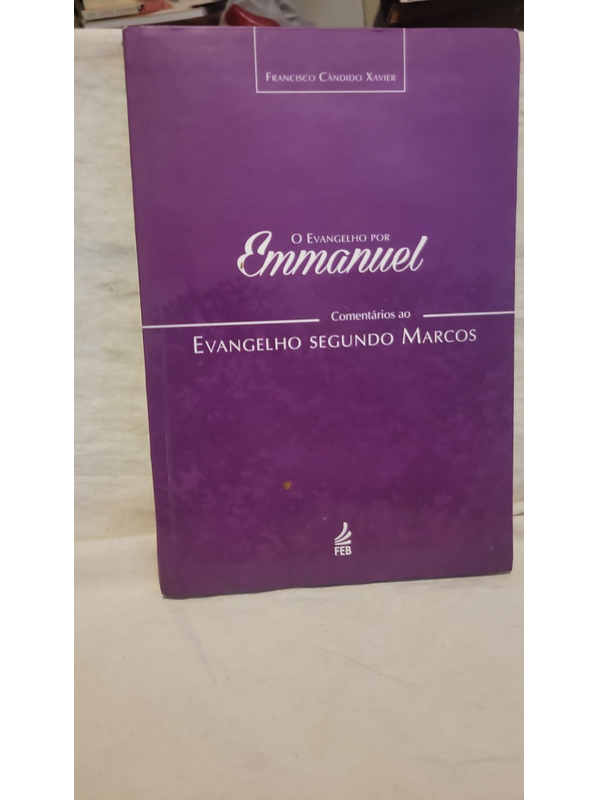 Francisco Cândido Xavier
O Evangelho por
Emmanuel
Comentários ao
Evangelho segundo Marcos
FEB